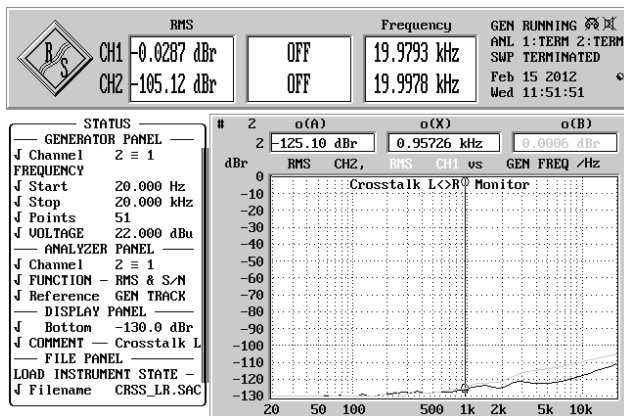 RMS Frequency
R S
CH1 -0.0287 dBr OFF 19.9793 kHz
CH2 -105.12 dBr OFF 19.9978 kHz
GEN RUNNING
ANL 1:TERM 2:TERM
SWP TERMINATED
Feb 15 2012
Wed 11:51:51
STATUS
GENERATOR PANEL
Channel 2 ≡ 1
FREQUENCY
Start 20.000 Hz
Stop 20.000 kHz
Points 51
VOLTAGE 22.000 dBu
ANALYZER PANEL
Channel 2 ≡ 1
FUNCTION - RMS & S/N
Reference GEN TRACK
DISPLAY PANEL
Bottom -130.0 dBr
COMMENT — Crosstalk L
FILE PANEL
LOAD INSTRUMENT STATE -
Filename CRSS_LR.SAC
# 2 o(A) o(X) o(B)
2 -125.10 dBr 0.95726 kHz 0.0006 dBr
dBr RMS CH2, RMS CH1 vs GEN FREQ /Hz
Crosstalk L<>R Monitor
0
-10
-20
-30
-40
-50
-60
-70
-80
-90
-100
-110
-120
-130
20 50 100 500 1k 2k 5k 10k